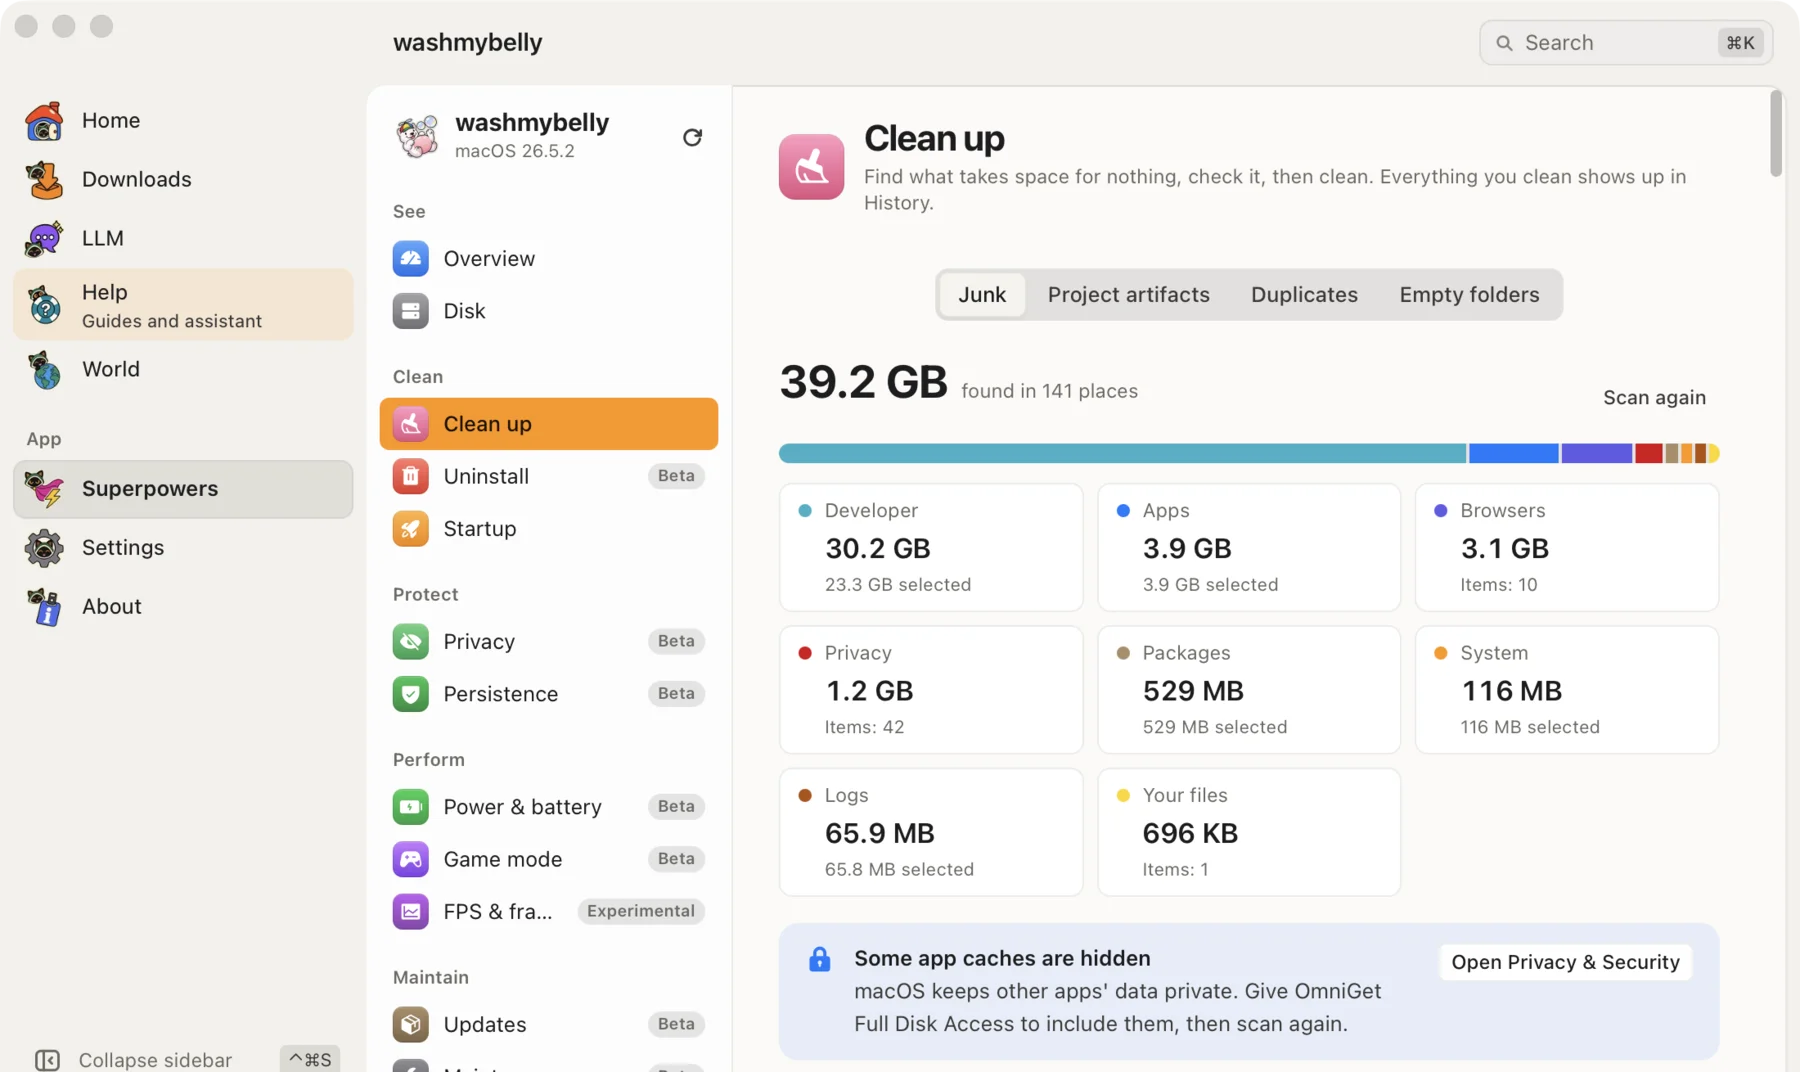 washmybelly
Search
⌘K
Home
Downloads
LLM
Help
Guides and assistant
World
App
Superpowers
Settings
About
Collapse sidebar
^⌘S
washmybelly
macOS 26.5.2
See
Overview
Disk
Clean
Clean up
Uninstall
Beta
Startup
Protect
Privacy
Beta
Persistence
Beta
Perform
Power & battery
Beta
Game mode
Beta
FPS & fra...
Experimental
Maintain
Updates
Beta
Clean up
Find what takes space for nothing, check it, then clean. Everything you clean shows up in
History.
Junk
Project artifacts
Duplicates
Empty folders
39.2 GB found in 141 places
Scan again
Developer
30.2 GB
23.3 GB selected
Apps
3.9 GB
3.9 GB selected
Browsers
3.1 GB
Items: 10
Privacy
1.2 GB
Items: 42
Packages
529 MB
529 MB selected
System
116 MB
116 MB selected
Logs
65.9 MB
65.8 MB selected
Your files
696 KB
Items: 1
Some app caches are hidden
macOS keeps other apps' data private. Give OmniGet
Full Disk Access to include them, then scan again.
Open Privacy & Security